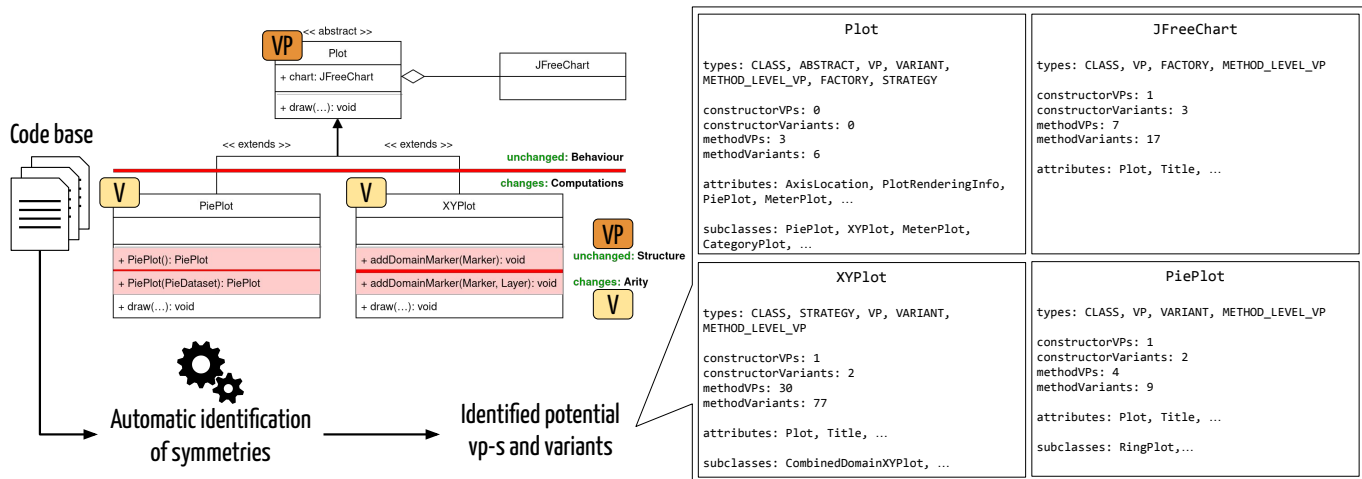 << abstract >>
VP
Plot
+ chart: JFreeChart
+ draw(...): void
JFreeChart
Code base
<< extends >>
<< extends >>
unchanged: Behaviour
changes: Computations
V
PiePlot
+ PiePlot(): PiePlot
+ PiePlot(PieDataset): PiePlot
+ draw(...): void
V
XYPlot
+ addDomainMarker(Marker): void
+ addDomainMarker(Marker, Layer): void
+ draw(...): void
VP
unchanged: Structure
changes: Arity
V
Automatic identification
of symmetries
Identified potential
vp-s and variants
Plot
types: CLASS, ABSTRACT, VP, VARIANT,
METHOD_LEVEL_VP, FACTORY, STRATEGY
constructorVPs: 0
constructorVariants: 0
methodVPs: 3
methodVariants: 6
attributes: AxisLocation, PlotRenderingInfo,
PiePlot, MeterPlot, ...
subclasses: PiePlot, XYPlot, MeterPlot,
CategoryPlot, ...
JFreeChart
types: CLASS, VP, FACTORY, METHOD_LEVEL_VP
constructorVPs: 1
constructorVariants: 3
methodVPs: 7
methodVariants: 17
attributes: Plot, Title, ...
XYPlot
types: CLASS, STRATEGY, VP, VARIANT,
METHOD_LEVEL_VP
constructorVPs: 1
constructorVariants: 2
methodVPs: 30
methodVariants: 77
attributes: Plot, Title, ...
subclasses: CombinedDomainXYPlot, ...
PiePlot
types: CLASS, VP, VARIANT, METHOD_LEVEL_VP
constructorVPs: 1
constructorVariants: 2
methodVPs: 4
methodVariants: 9
attributes: Plot, Title, ...
subclasses: RingPlot,...